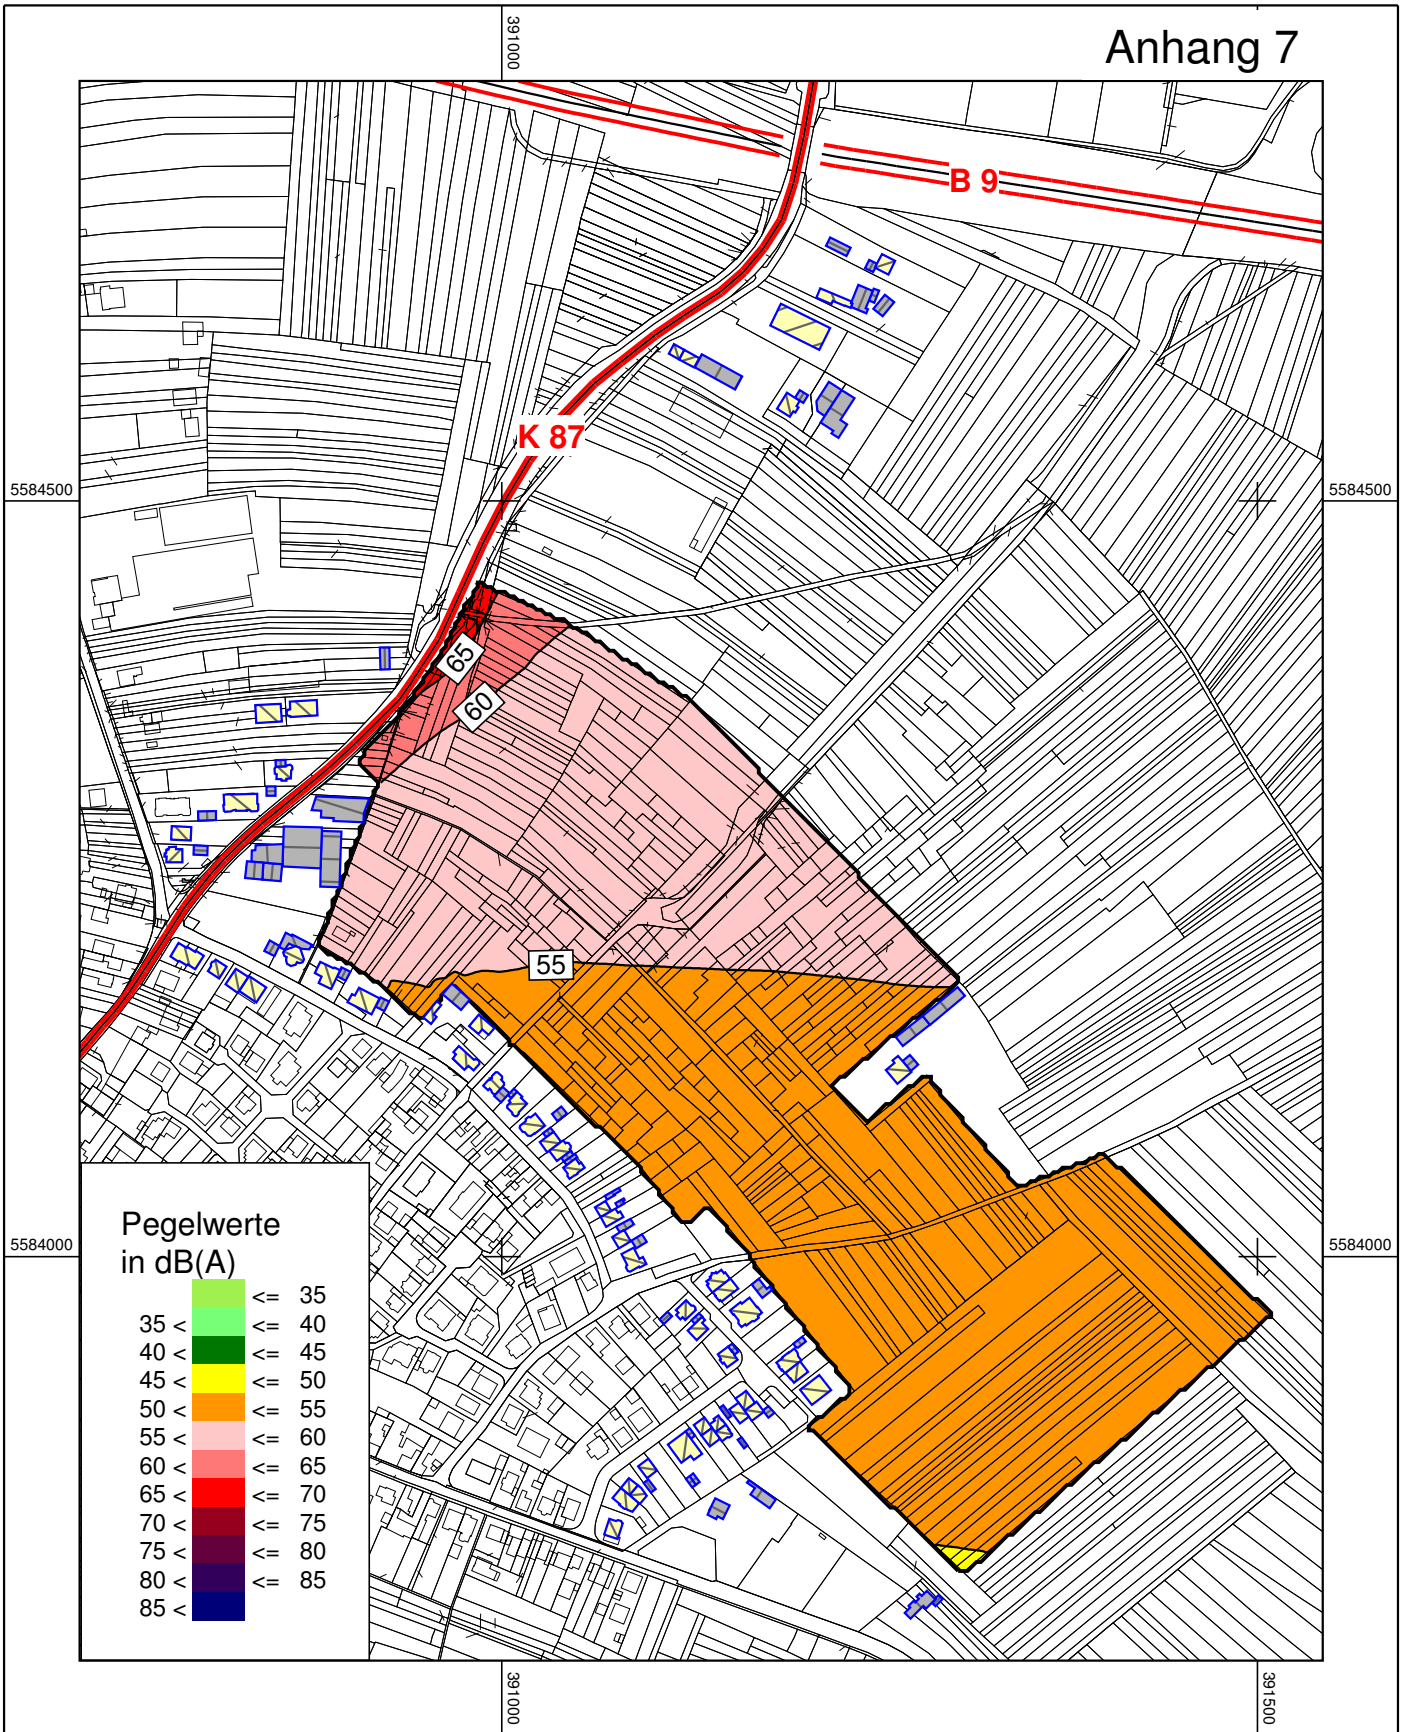 391000
Anhang 7
B 9
K 87
5584500
5584500
65
60
55
5584000
5584000
Pegelwerte
in dB(A)
<= 35
35 < <= 40
40 < <= 45
45 < <= 50
50 < <= 55
55 < <= 60
60 < <= 65
65 < <= 70
70 < <= 75
75 < <= 80
80 < <= 85
85 <
391000
391500